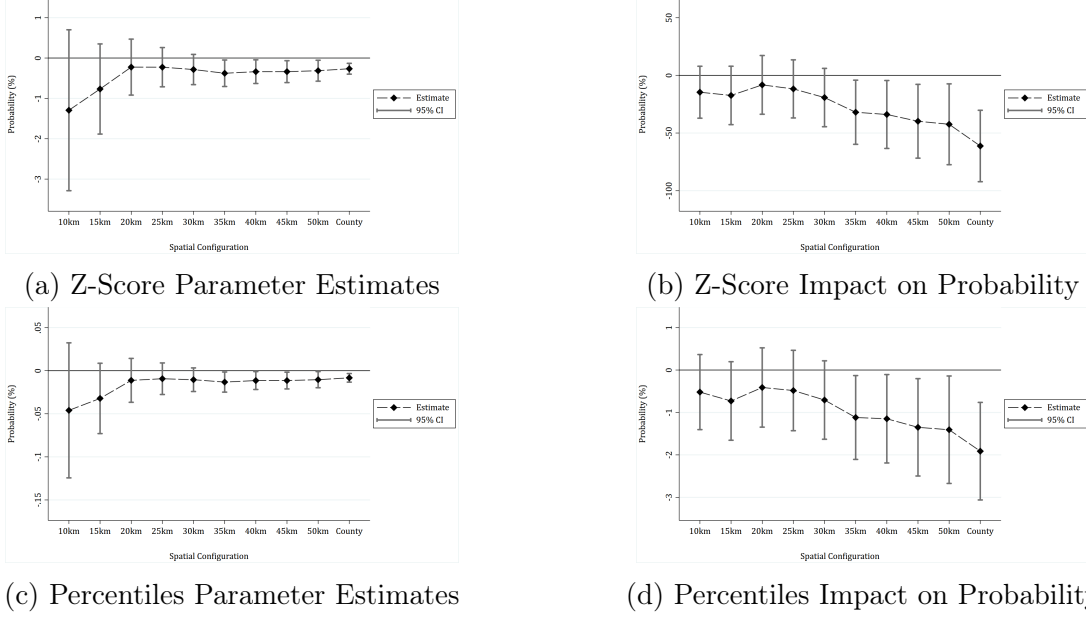 1
0
-1
-2
-3
Probability (%)
10km 15km 20km 25km 30km 35km 40km 45km 50km County
Spatial Configuration
Estimate
95% CI
(a) Z-Score Parameter Estimates
50
0
-50
-100
Probability (%)
10km 15km 20km 25km 30km 35km 40km 45km 50km County
Spatial Configuration
Estimate
95% CI
(b) Z-Score Impact on Probability
.05
0
-.05
-.1
-.15
Probability (%)
10km 15km 20km 25km 30km 35km 40km 45km 50km County
Spatial Configuration
Estimate
95% CI
(c) Percentiles Parameter Estimates
1
0
-1
-2
-3
Probability (%)
10km 15km 20km 25km 30km 35km 40km 45km 50km County
Spatial Configuration
Estimate
95% CI
(d) Percentiles Impact on Probability